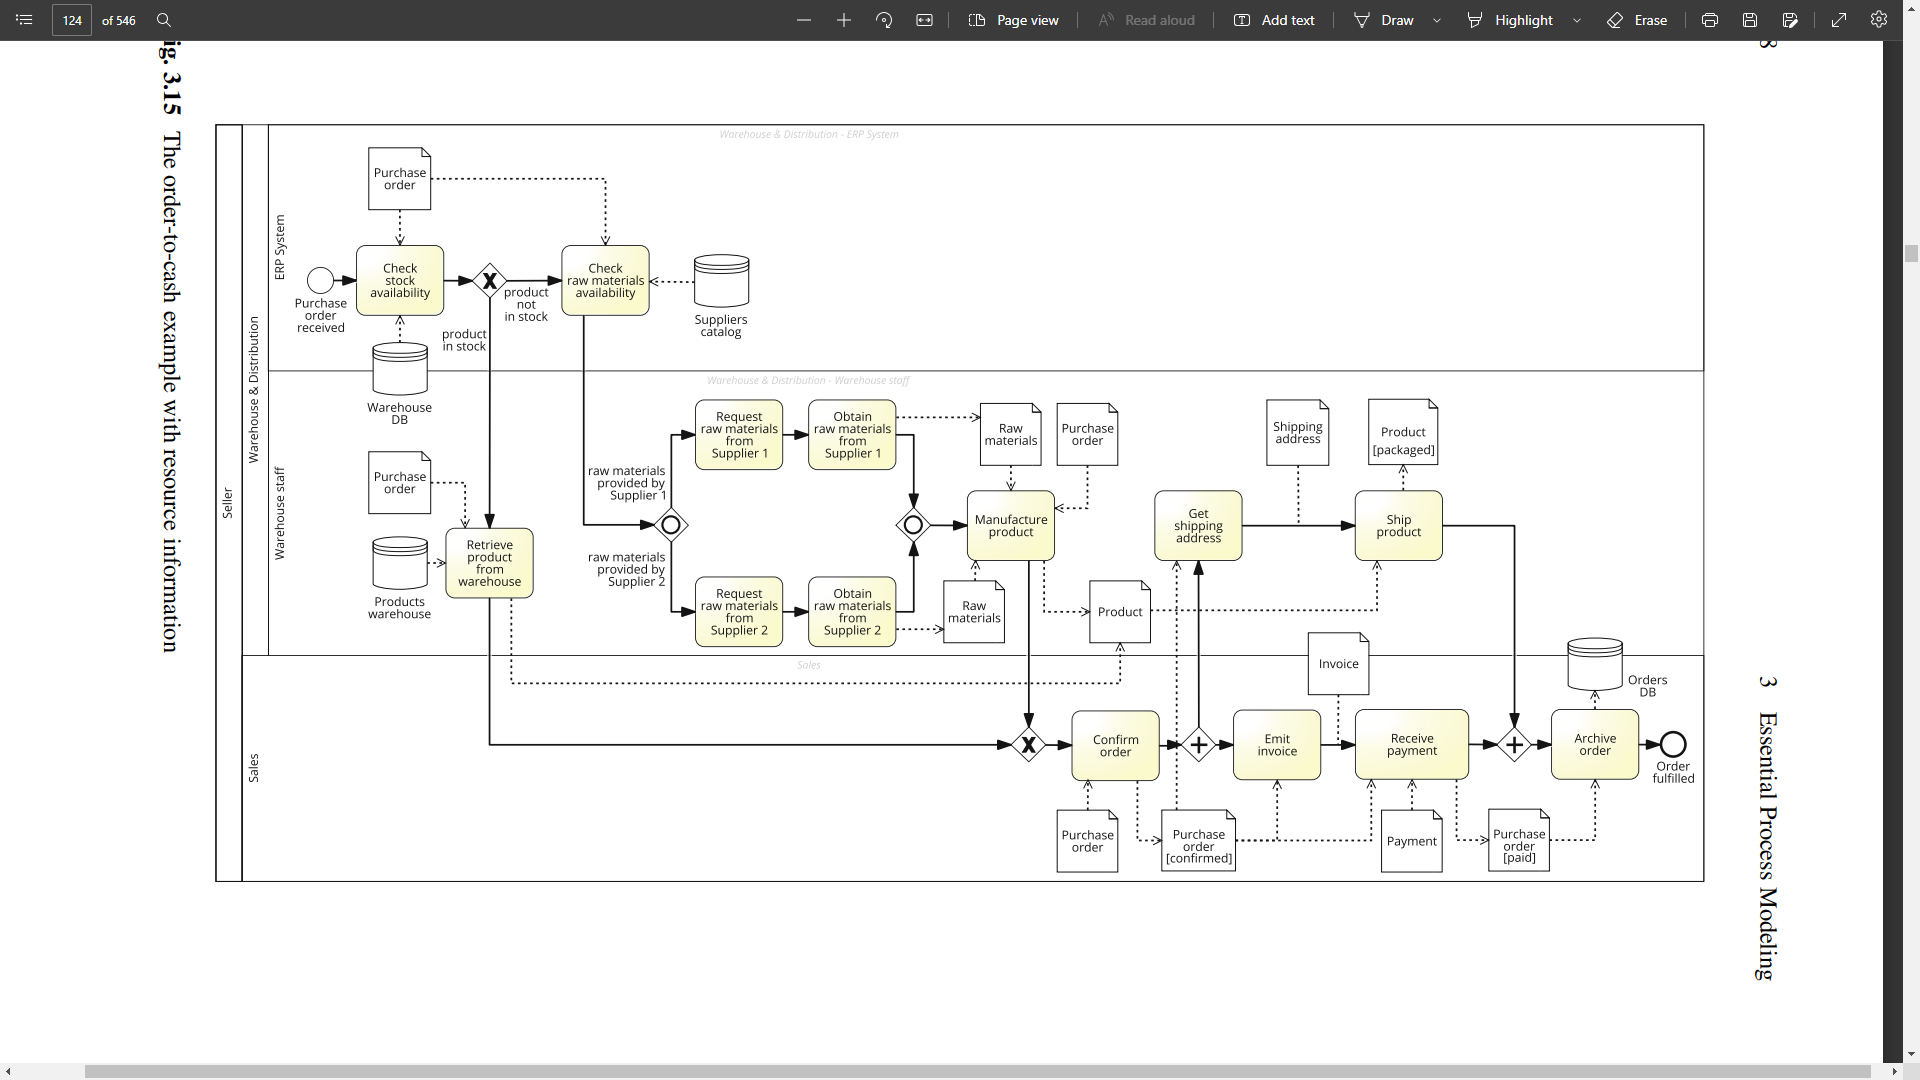 124
of 546
Page view
Read aloud
Add text
Draw
Highlight
Erase
ig. 3.15 The order-to-cash example with resource information
8
3 Essential Process Modeling
Seller
Warehouse & Distribution
ERP System
Warehouse & Distribution - ERP System
Purchase
order
Purchase
order
received
Check
stock
availability
product
not
in stock
product
in stock
Check
raw materials
availability
Suppliers
catalog
Warehouse
DB
Warehouse staff
Warehouse & Distribution - Warehouse staff
Purchase
order
Products
warehouse
Retrieve
product
from
warehouse
raw materials
provided by
Supplier 1
raw materials
provided by
Supplier 2
Request
raw materials
from
Supplier 1
Obtain
raw materials
from
Supplier 1
Request
raw materials
from
Supplier 2
Obtain
raw materials
from
Supplier 2
Raw
materials
Purchase
order
Manufacture
product
Raw
materials
Product
Get
shipping
address
Shipping
address
Product
[packaged]
Ship
product
Sales
Sales
Invoice
Orders
DB
Confirm
order
Emit
invoice
Receive
payment
Archive
order
Order
fulfilled
Purchase
order
Purchase
order
[confirmed]
Payment
Purchase
order
[paid]